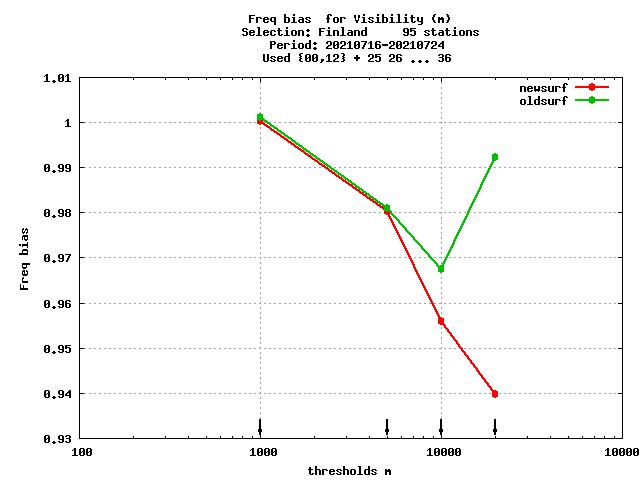 Freq bias  for Visibility (m)
Selection: Finland     95 stations
Period: 20210716-20210724
Used {00,12} + 25 26 ... 36
newsurf
oldsurf
1.01
1
0.99
0.98
0.97
0.96
0.95
0.94
0.93
Freq bias
100
1000
10000
10000
thresholds m